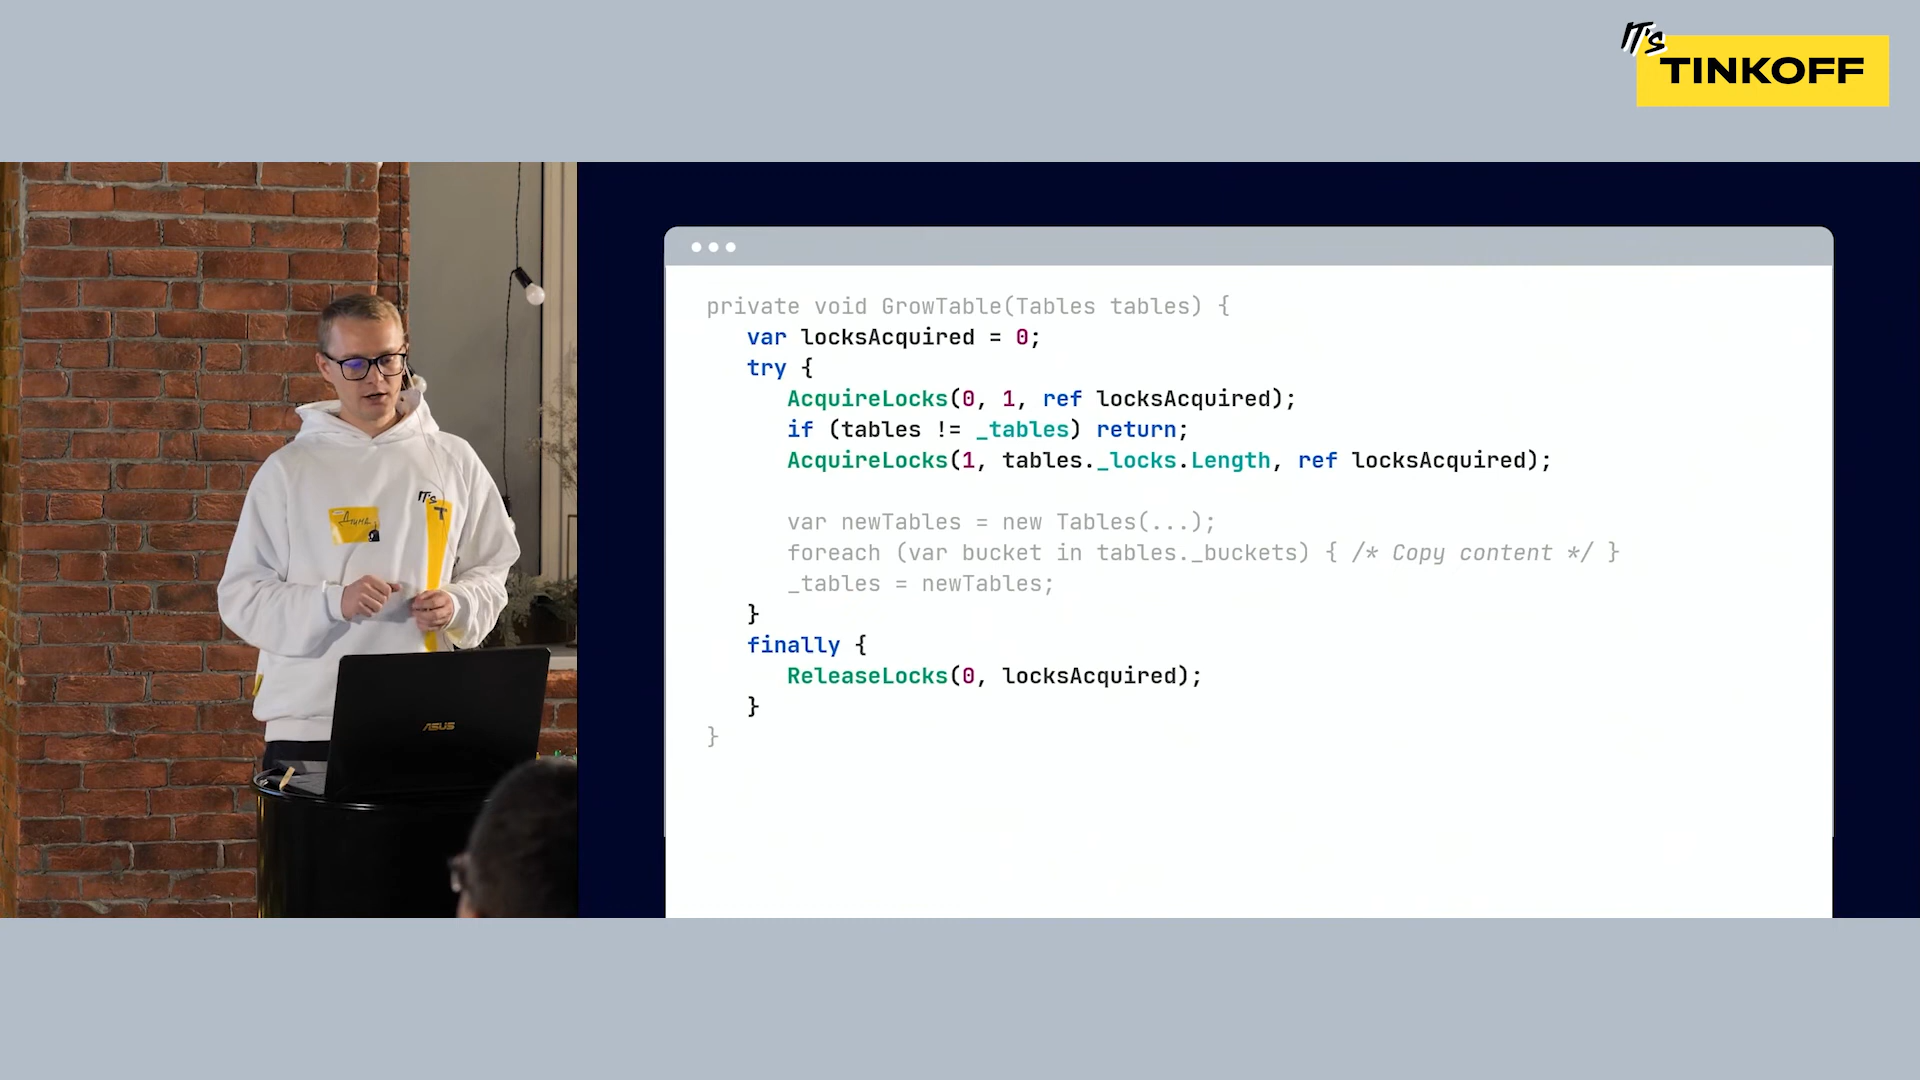 IT's
TINKOFF
private void GrowTable(Tables tables) {
var locksAcquired = 0;
try {
AcquireLocks(0, 1, ref locksAcquired);
if (tables != _tables) return;
AcquireLocks(1, tables._locks.Length, ref locksAcquired);
var newTables = new Tables(...);
foreach (var bucket in tables._buckets) { /* Copy content */ }
_tables = newTables;
}
finally {
ReleaseLocks(0, locksAcquired);
}
}
IT's
T
ASUS